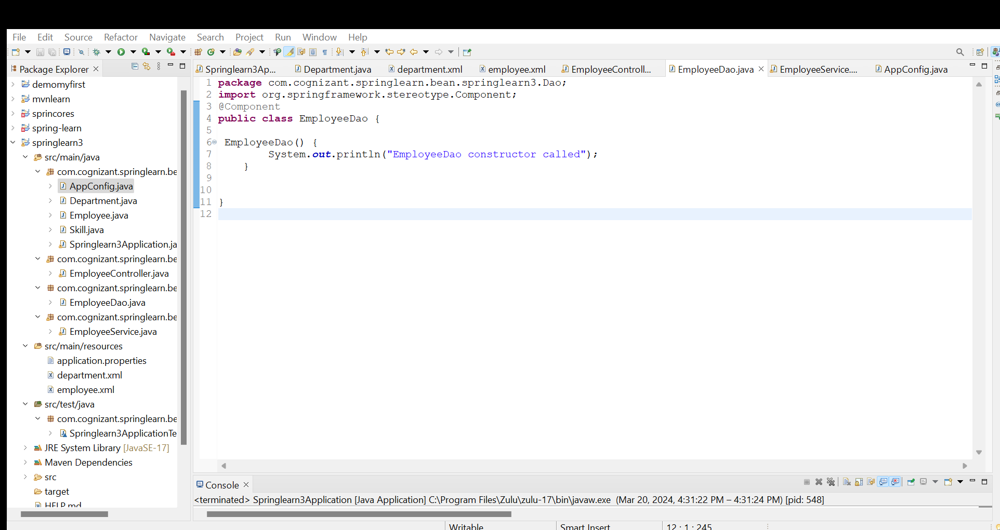 File Edit Source Refactor Navigate Search Project Run Window Help
Package Explorer
demomyfirst
mvnlearn
sprincores
spring-learn
springlearn3
src/main/java
com.cognizant.springlearn.be
AppConfig.java
Department.java
Employee.java
Skill.java
Springlearn3Application.ja
com.cognizant.springlearn.be
EmployeeController.java
com.cognizant.springlearn.be
EmployeeDao.java
com.cognizant.springlearn.be
EmployeeService.java
src/main/resources
application.properties
department.xml
employee.xml
src/test/java
com.cognizant.springlearn.be
Springlearn3ApplicationTe
JRE System Library [JavaSE-17]
Maven Dependencies
src
target
HELP.md
Springlearn3Ap... Department.java department.xml employee.xml EmployeeControll... EmployeeDao.java EmployeeService.... AppConfig.java
1 package com.cognizant.springlearn.bean.springlearn3.Dao;
2 import org.springframework.stereotype.Component;
3 @Component
4 public class EmployeeDao {
5
6 EmployeeDao() {
7 System.out.println("EmployeeDao constructor called");
8 }
9
10
11 }
12
Console
<terminated> Springlearn3Application [Java Application] C:\Program Files\Zulu\zulu-17\bin\javaw.exe (Mar 20, 2024, 4:31:22 PM – 4:31:24 PM) [pid: 548]
Writable Smart Insert 12 : 1 : 245